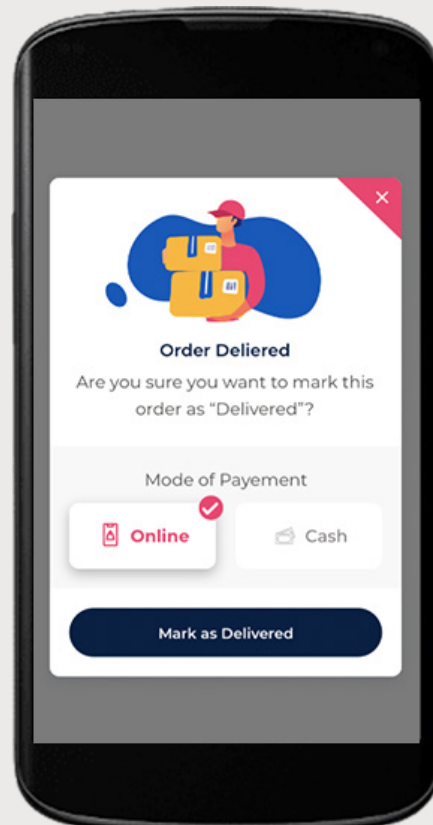 Order Deliered
Are you sure you want to mark this
order as “Delivered”?
Mode of Payement
Online
Cash
Mark as Delivered